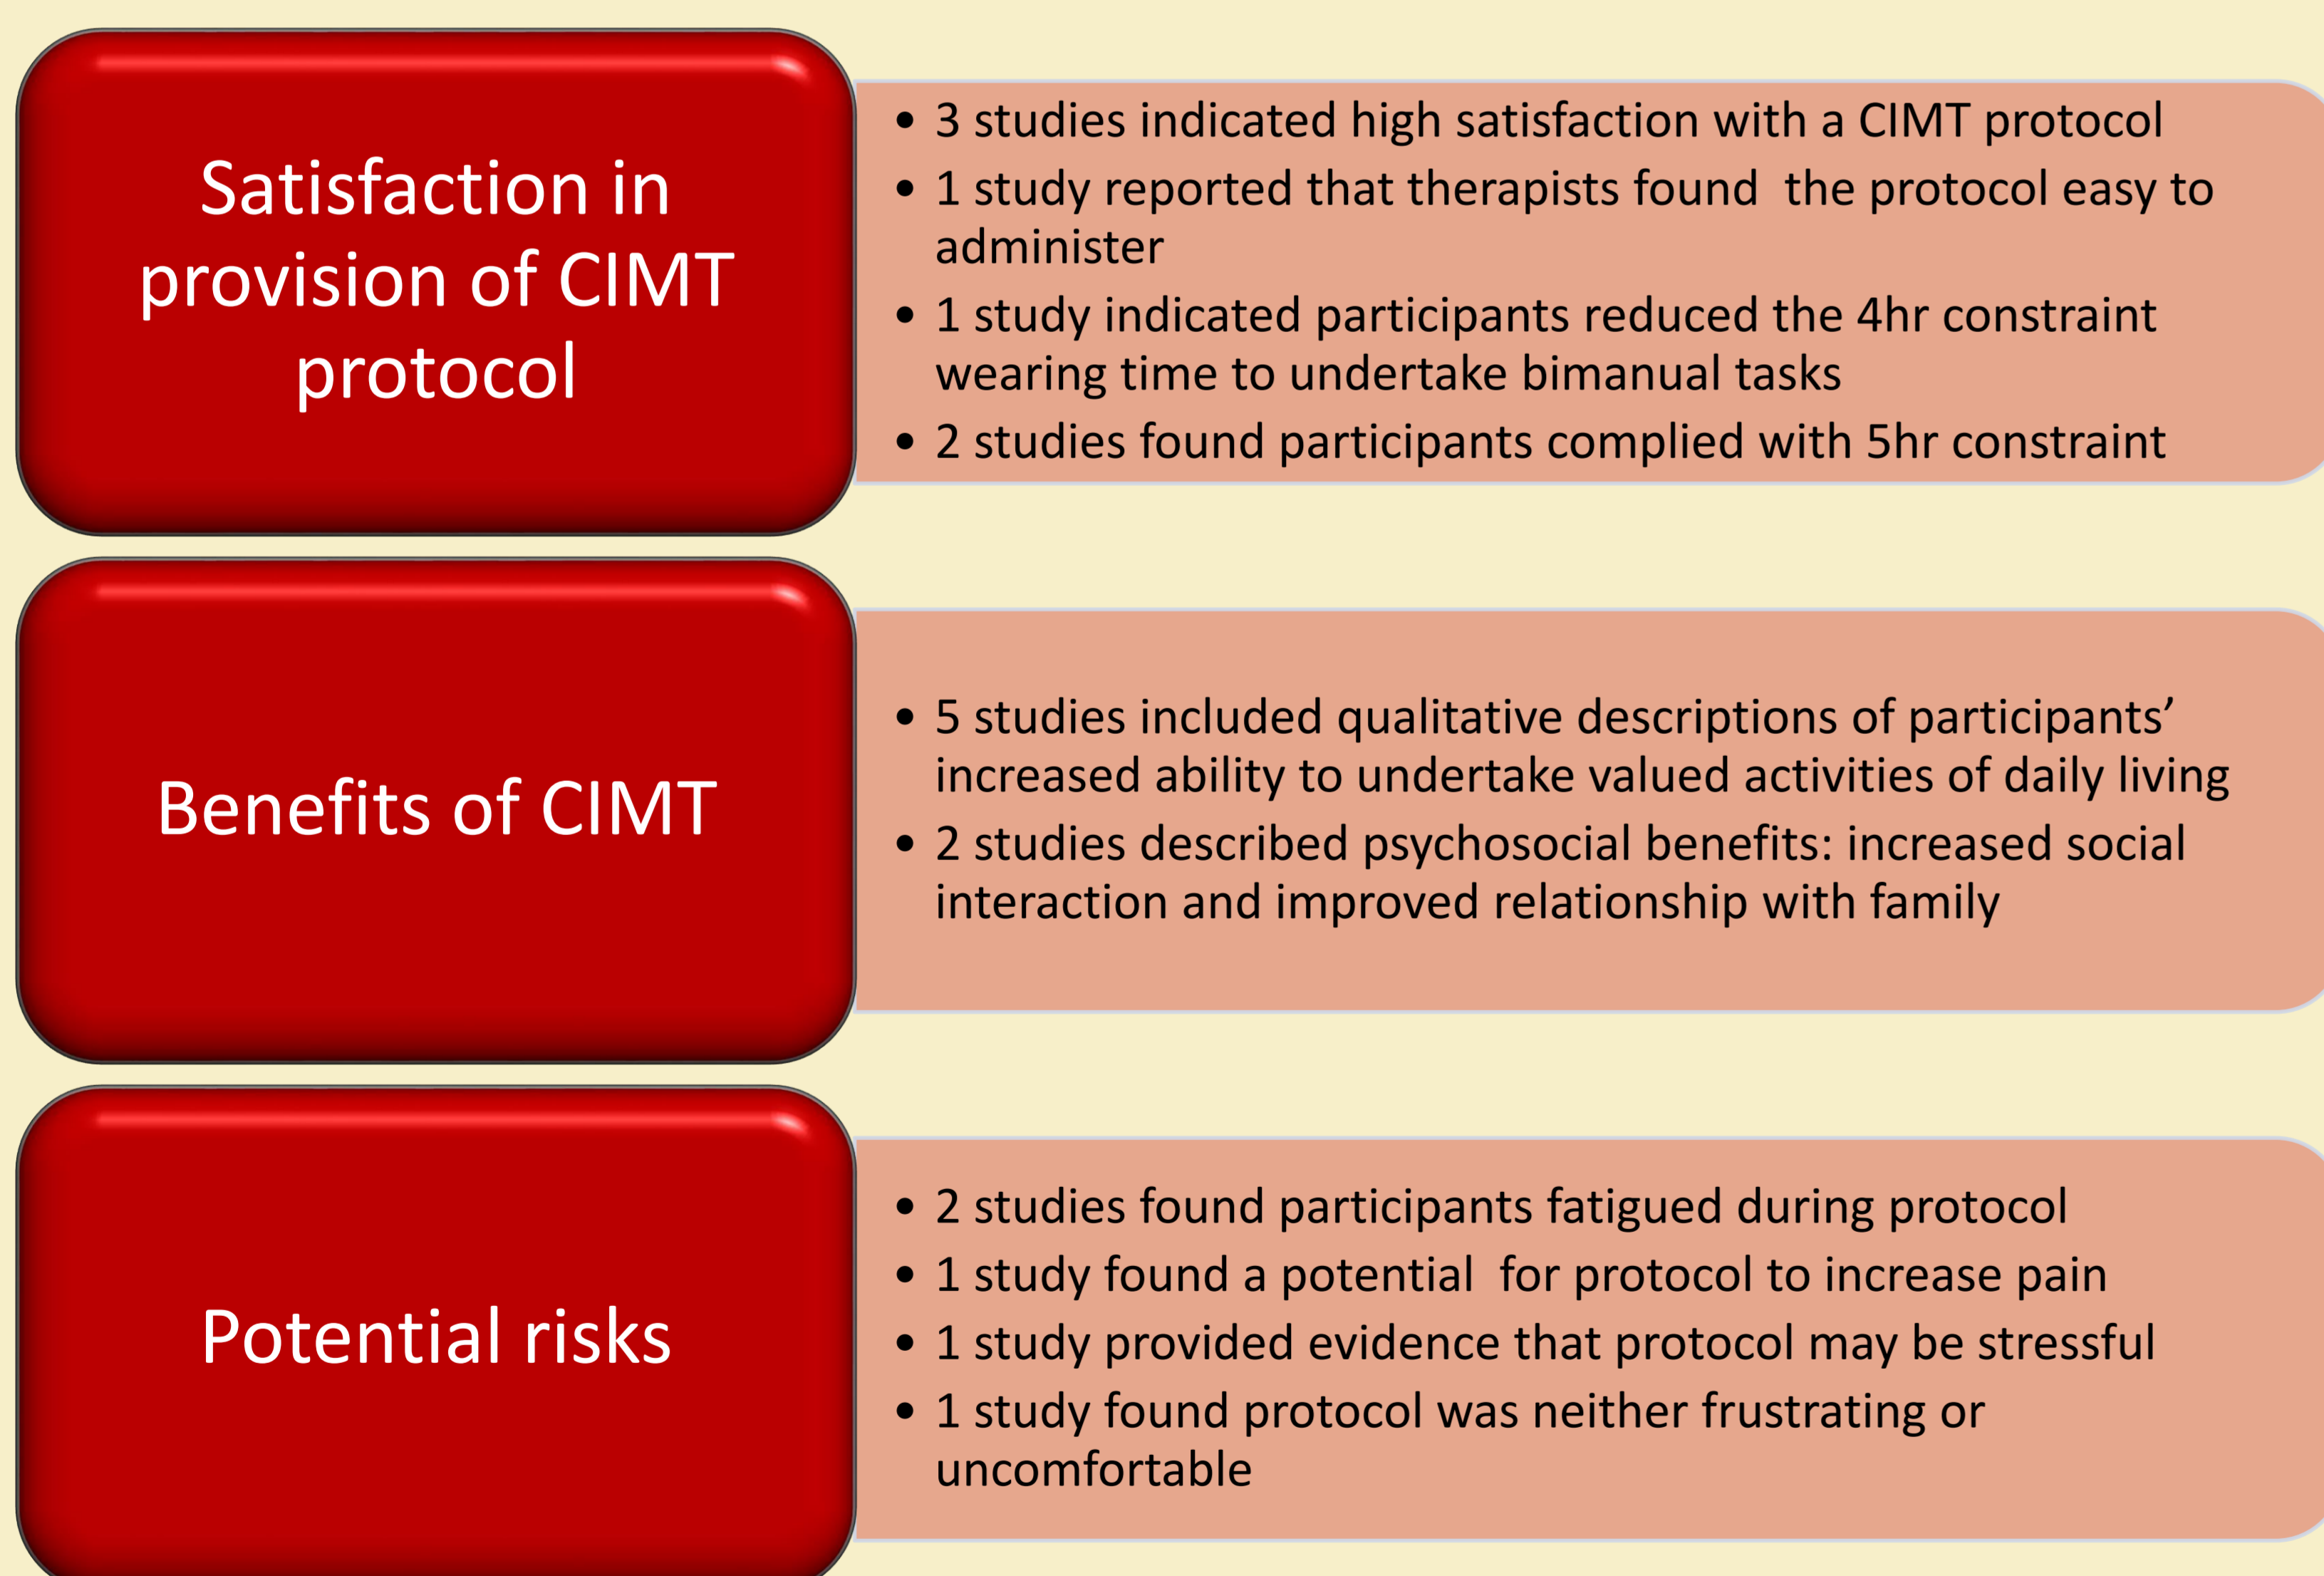 Satisfaction in
provision of CIMT
protocol
• 3 studies indicated high satisfaction with a CIMT protocol
• 1 study reported that therapists found  the protocol easy to
administer
• 1 study indicated participants reduced the 4hr constraint
wearing time to undertake bimanual tasks
• 2 studies found participants complied with 5hr constraint
Benefits of CIMT
• 5 studies included qualitative descriptions of participants’
increased ability to undertake valued activities of daily living
• 2 studies described psychosocial benefits: increased social
interaction and improved relationship with family
Potential risks
• 2 studies found participants fatigued during protocol
• 1 study found a potential  for protocol to increase pain
• 1 study provided evidence that protocol may be stressful
• 1 study found protocol was neither frustrating or
uncomfortable